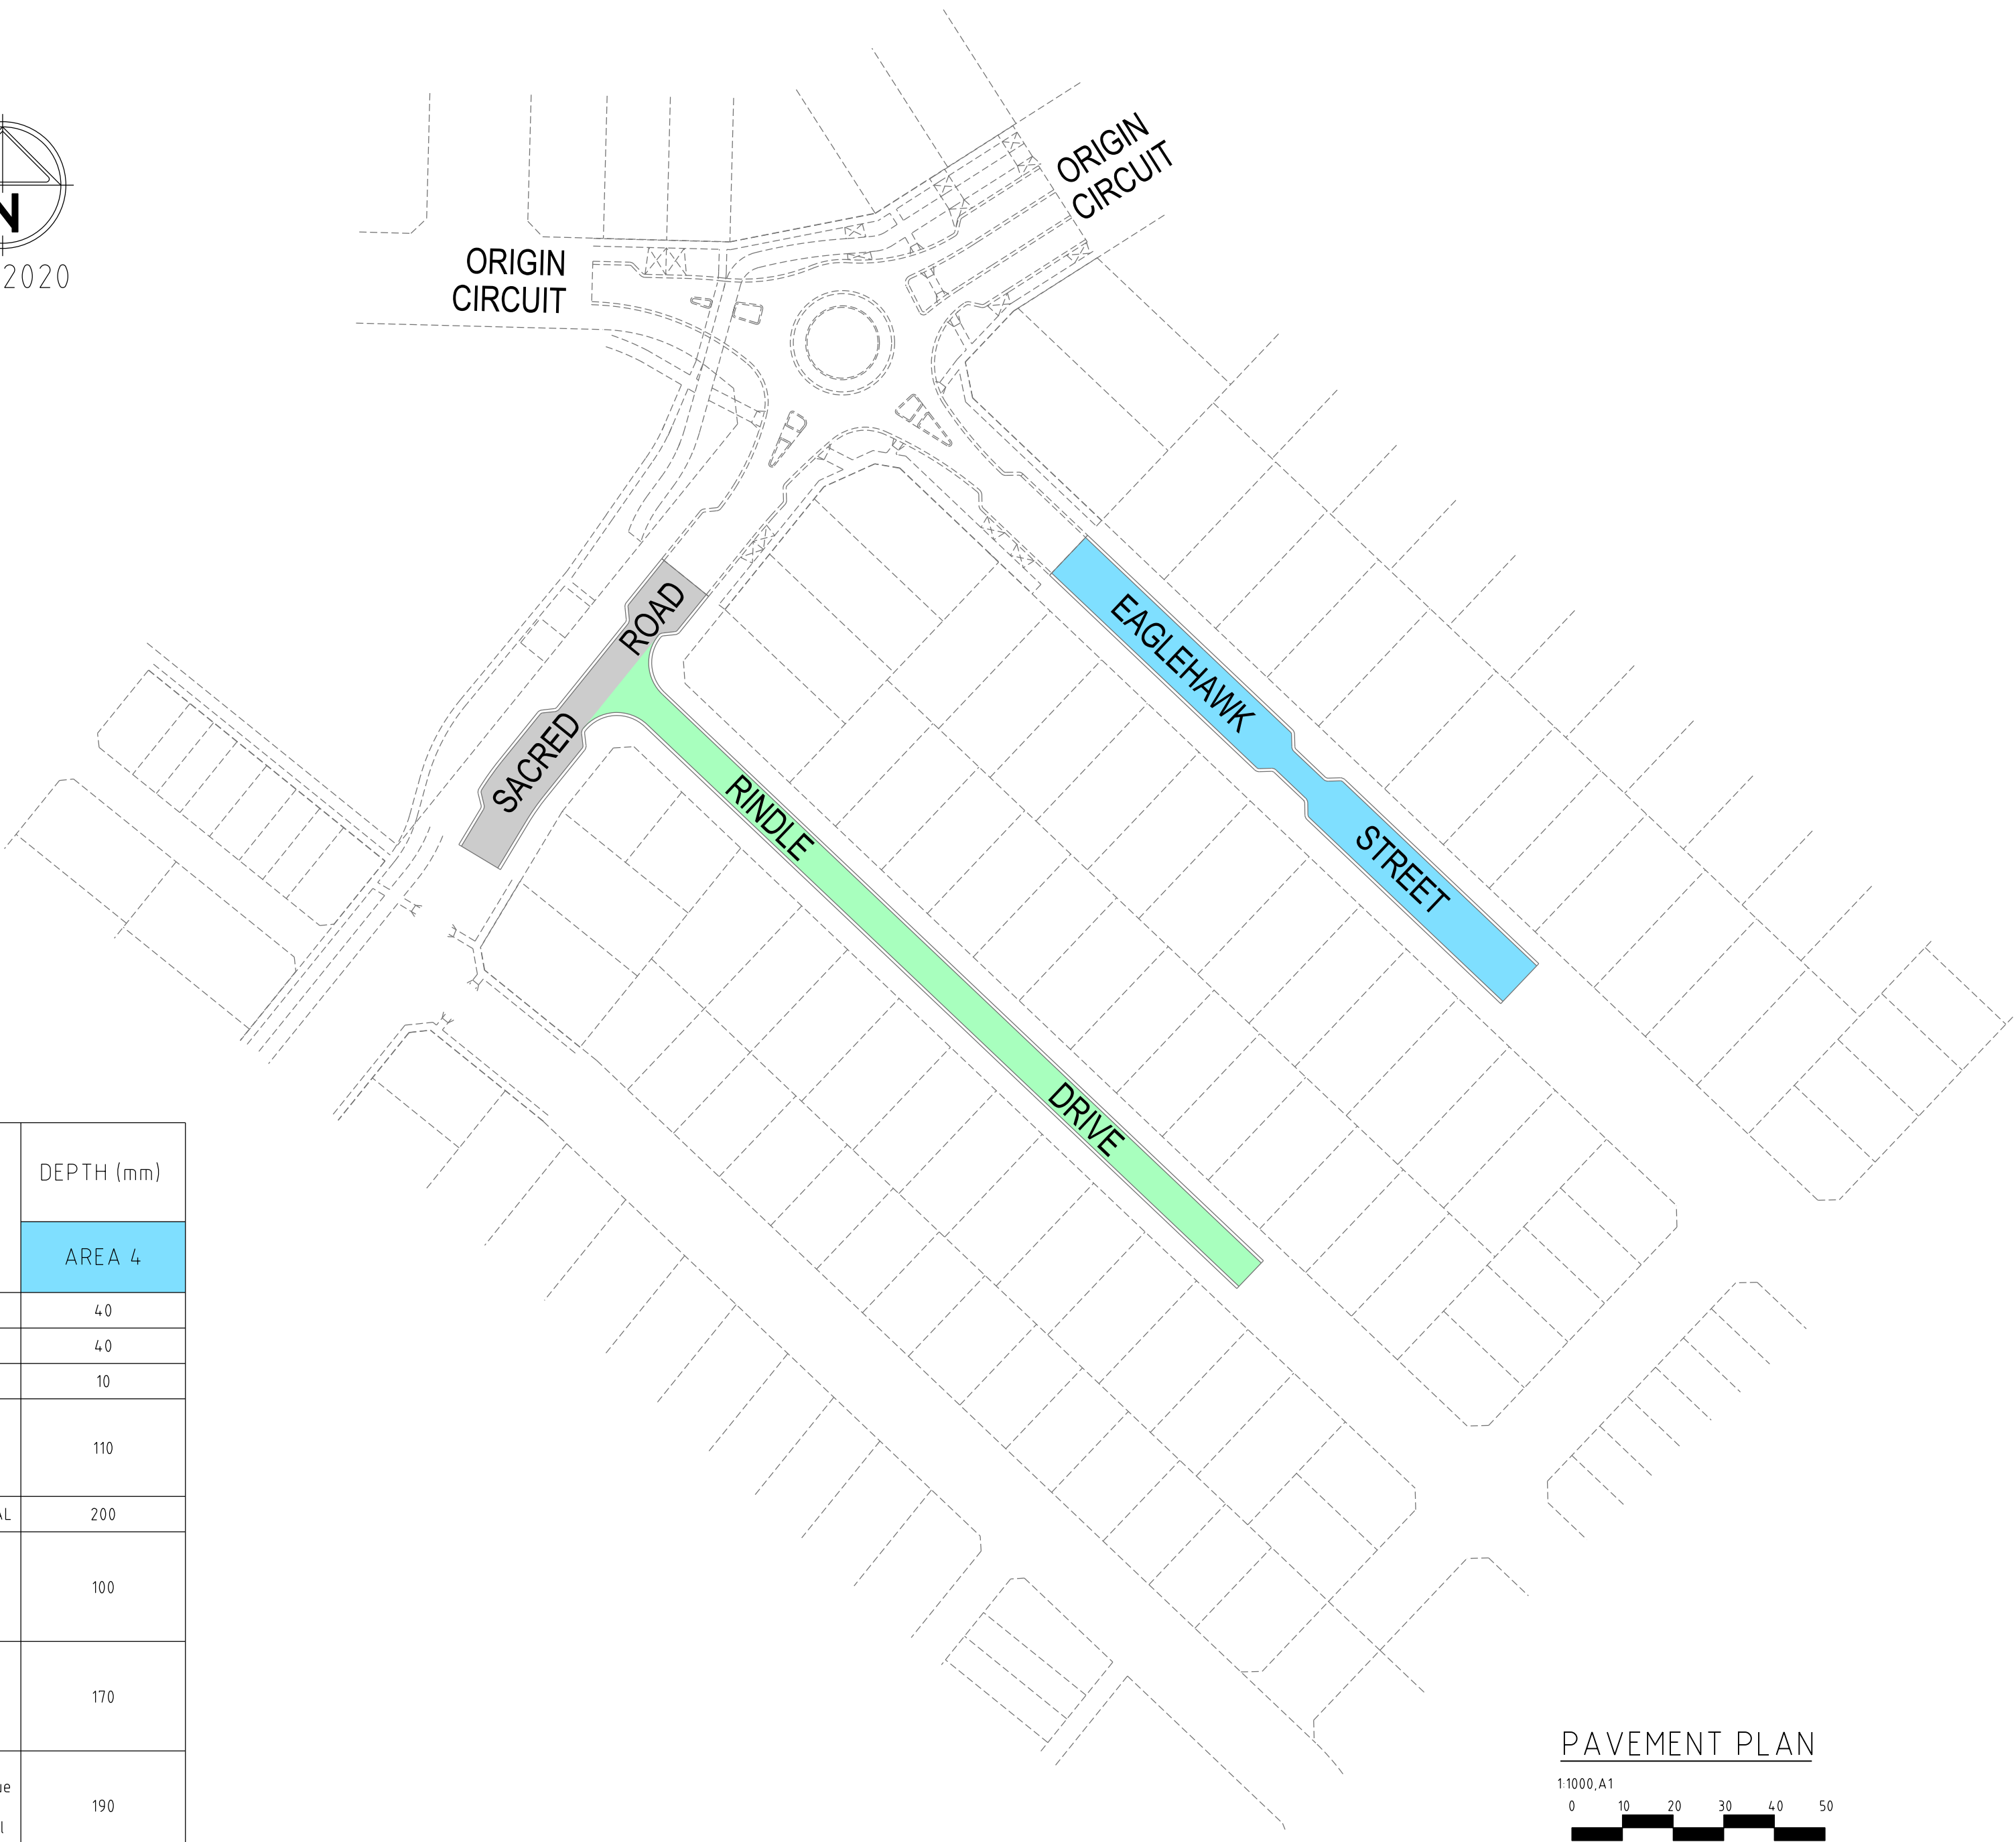 N
2020
ORIGIN
CIRCUIT
ORIGIN
CIRCUIT
SACRED ROAD
EAGLEHAWK STREET
RINDLE DRIVE
DEPTH (mm)
AREA 4
40
40
10
110
200
100
170
190
PAVEMENT PLAN
1:1000,A1
0 10 20 30 40 50